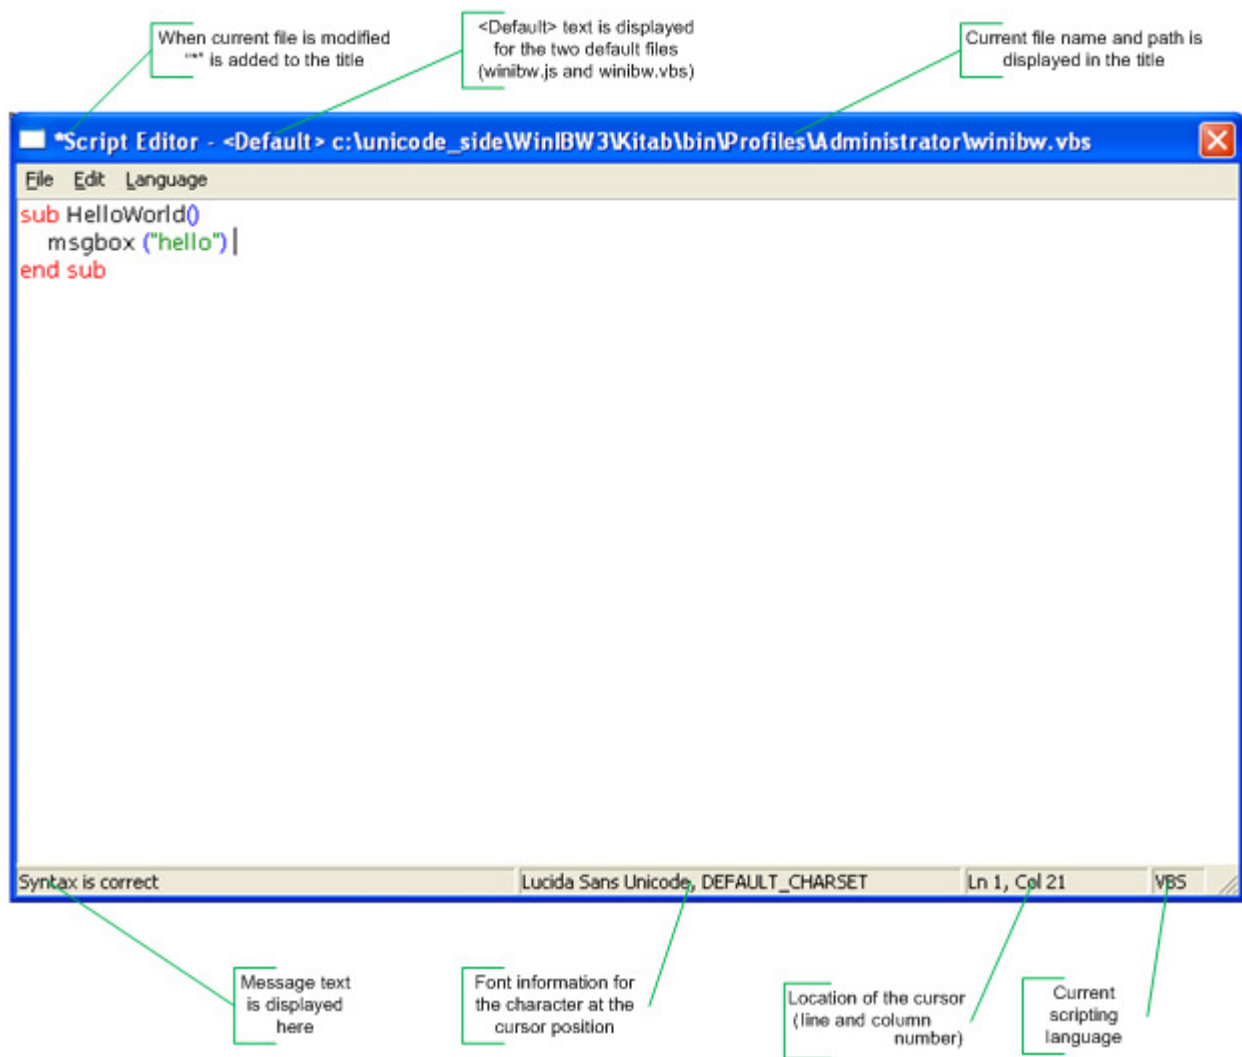 When current file is modified
"*" is added to the title
<Default> text is displayed
for the two default files
(winibw.js and winibw.vbs)
Current file name and path is
displayed in the title
*Script Editor - <Default> c:\unicode_side\WinIBW3\Kitab\bin\Profiles\Administrator\winibw.vbs
File Edit Language
sub HelloWorld()
msgbox ("hello")
end sub
Syntax is correct
Lucida Sans Unicode, DEFAULT_CHARSET
Ln 1, Col 21
VBS
Message text
is displayed
here
Font information for
the character at the
cursor position
Location of the cursor
(line and column
number)
Current
scripting
language